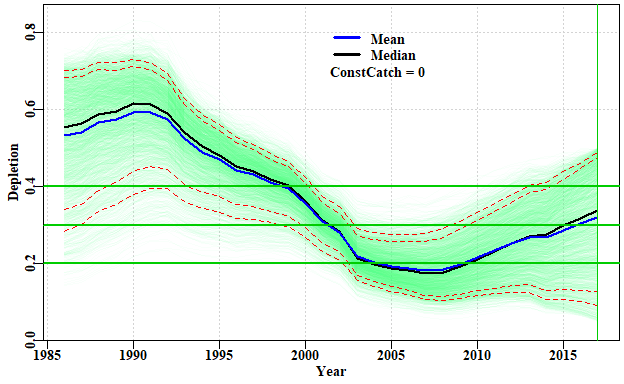 Mean
Median
ConstCatch = 0
Depletion
0.8
0.6
0.4
0.2
0.0
1985 1990 1995 2000 2005 2010 2015
Year